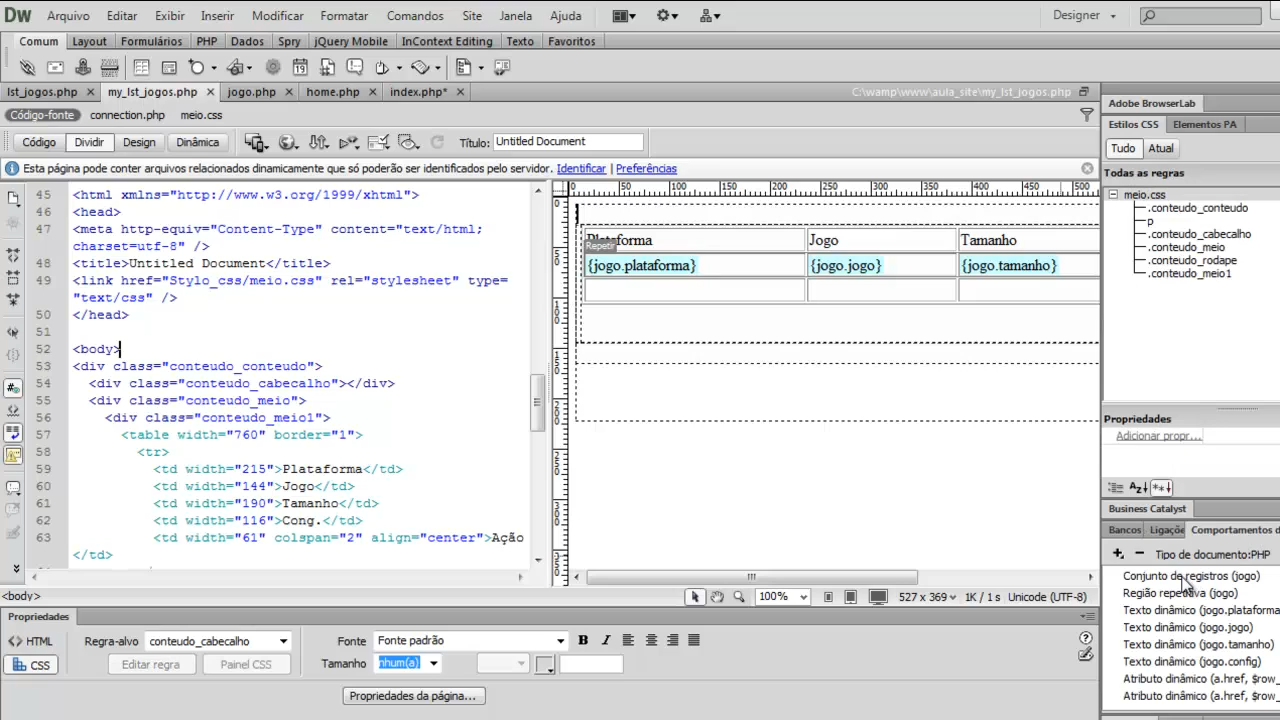 Dw Arquivo Editar Exibir Inserir Modificar Formatar Comandos Site Janela Ajuda Designer
Comum Layout Formulários PHP Dados Spry jQuery Mobile InContext Editing Texto Favoritos
lst_jogos.php my_lst_jogos.php jogo.php home.php index.php* C:\wamp\www\aula_site\my_lst_jogos.php
Código-fonte connection.php meio.css
Código Dividir Design Dinâmica Título: Untitled Document
Esta página pode conter arquivos relacionados dinamicamente que só poderão ser identificados pelo servidor. Identificar | Preferências
45 <html xmlns="http://www.w3.org/1999/xhtml">
46 <head>
47 <meta http-equiv="Content-Type" content="text/html;
charset=utf-8" />
48 <title>Untitled Document</title>
49 <link href="Stylo_css/meio.css" rel="stylesheet" type=
"text/css" />
50 </head>
51
52 <body>
53 <div class="conteudo_conteudo">
54 <div class="conteudo_cabecalho"></div>
55 <div class="conteudo_meio">
56 <div class="conteudo_meio1">
57 <table width="760" border="1">
58 <tr>
59 <td width="215">Plataforma</td>
60 <td width="144">Jogo</td>
61 <td width="190">Tamanho</td>
62 <td width="116">Cong.</td>
63 <td width="61" colspan="2" align="center">Ação
</td>
0 50 100 150 200 250 300 350 400 450 500
Plataforma Jogo Tamanho
Repetir
{jogo.plataforma} {jogo.jogo} {jogo.tamanho}
<body> 100% 527 x 369 1K / 1 s Unicode (UTF-8)
Adobe BrowserLab
Estilos CSS Elementos PA
Tudo Atual
Todas as regras
meio.css
.conteudo_conteudo
p
.conteudo_cabecalho
.conteudo_meio
.conteudo_rodape
.conteudo_meio1
Propriedades
Adicionar propr...
Business Catalyst
Bancos Ligaçõe Comportamentos d
Tipo de documento:PHP
Conjunto de registros (jogo)
Região repetitiva (jogo)
Texto dinâmico (jogo.plataforma
Texto dinâmico (jogo.jogo)
Texto dinâmico (jogo.tamanho)
Texto dinâmico (jogo.config)
Atributo dinâmico (a.href, $row_
Atributo dinâmico (a.href, $row_
Propriedades
HTML Regra-alvo conteudo_cabecalho Fonte Fonte padrão B I
CSS Editar regra Painel CSS Tamanho nhum(a)
Propriedades da página...